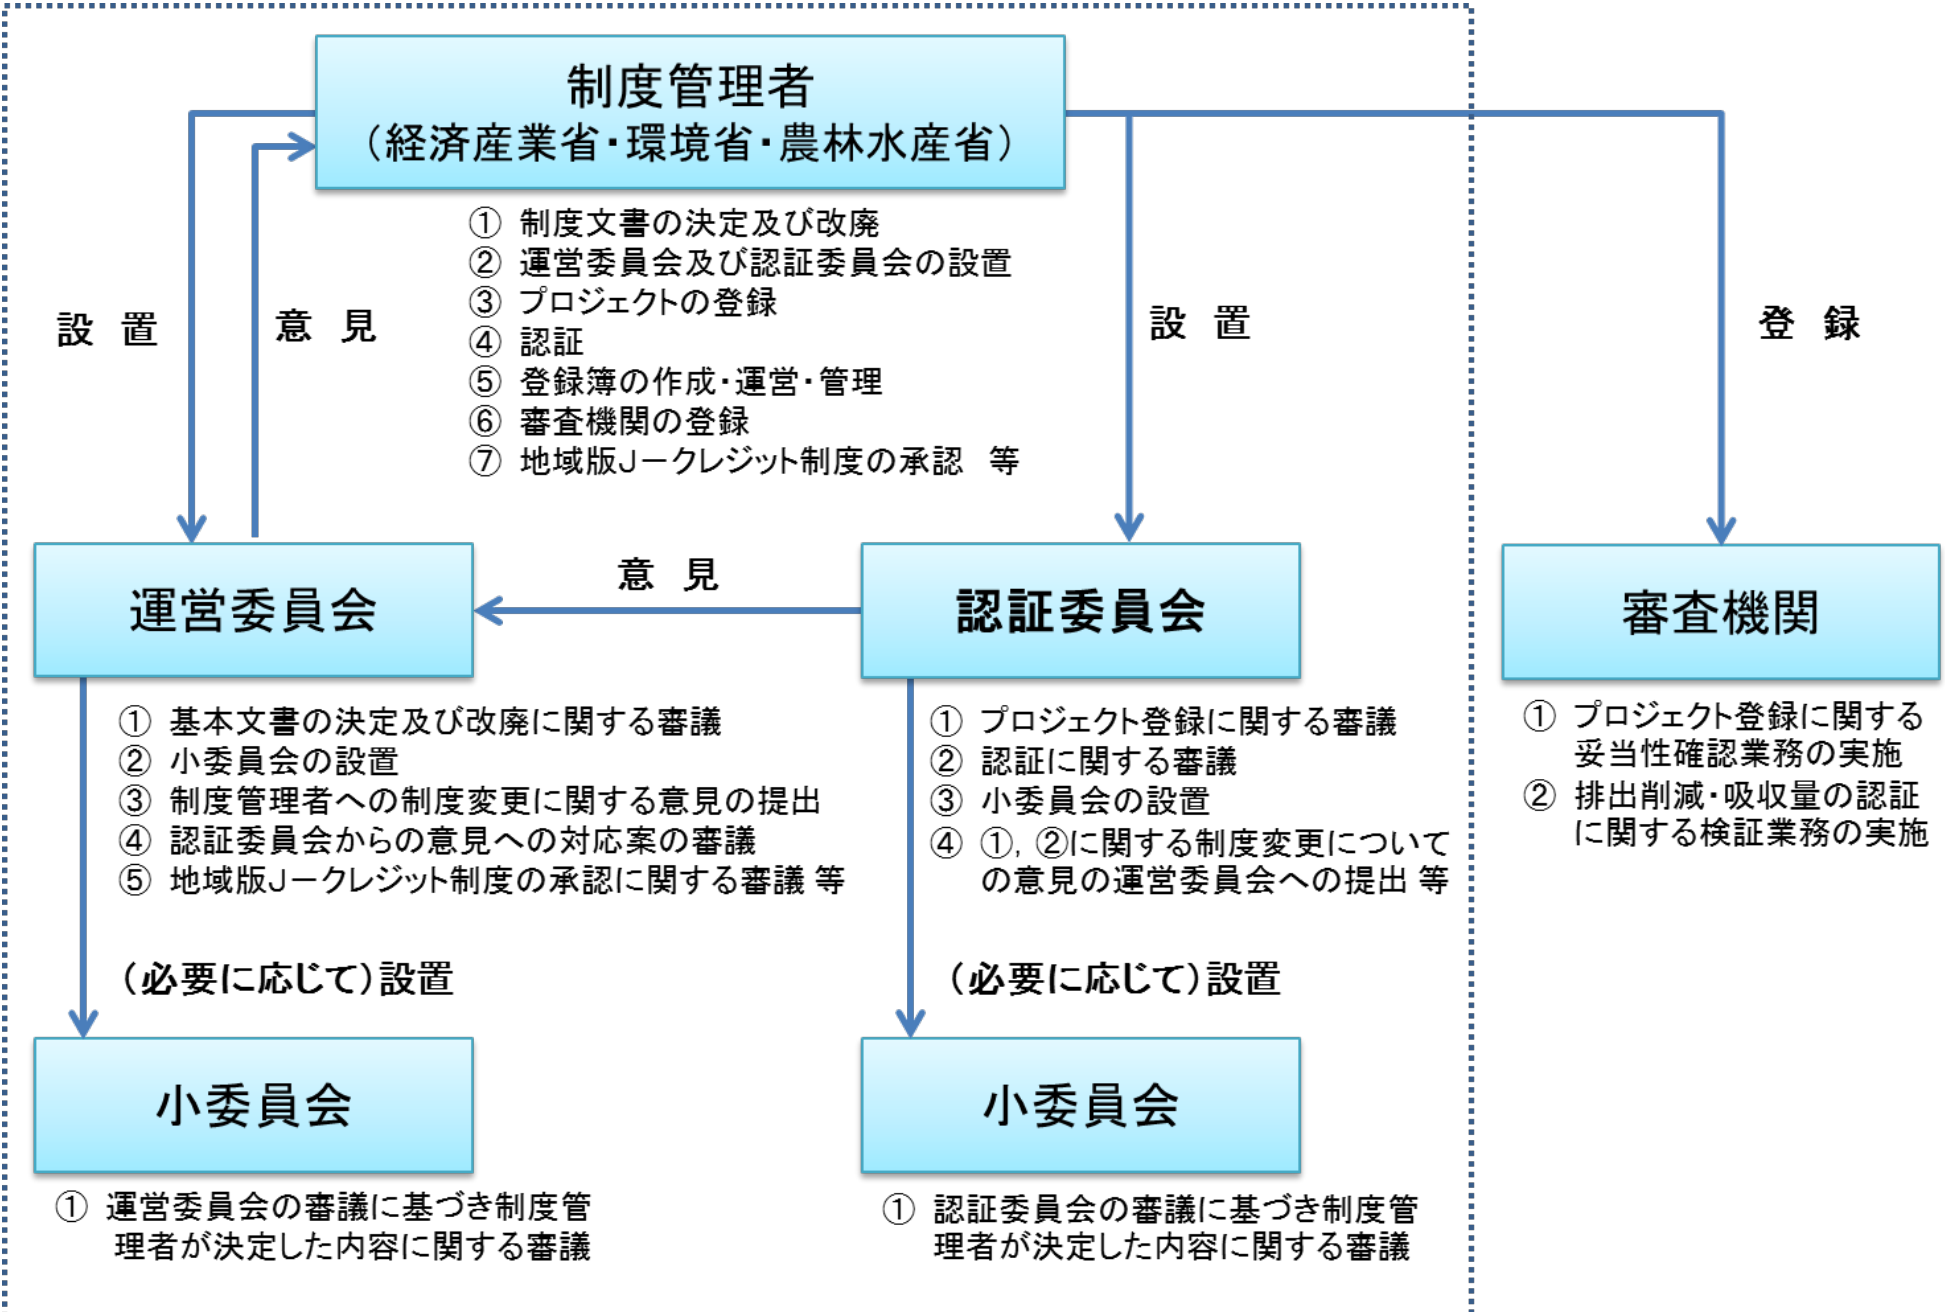 制度管理者
（経済産業省・環境省・農林水産省）
① 制度文書の決定及び改廃
② 運営委員会及び認証委員会の設置
③ プロジェクトの登録
④ 認証
⑤ 登録簿の作成・運営・管理
⑥ 審査機関の登録
⑦ 地域版Ｊ－クレジット制度の承認　等
設　置
意　見
設　置
登　録
運営委員会
意　見
認証委員会
審査機関
① 基本文書の決定及び改廃に関する審議
② 小委員会の設置
③ 制度管理者への制度変更に関する意見の提出
④ 認証委員会からの意見への対応案の審議
⑤ 地域版Ｊ－クレジット制度の承認に関する審議 等
① プロジェクト登録に関する審議
② 認証に関する審議
③ 小委員会の設置
④ ①，②に関する制度変更について
の意見の運営委員会への提出 等
① プロジェクト登録に関する
妥当性確認業務の実施
② 排出削減・吸収量の認証
に関する検証業務の実施
（必要に応じて）設置
（必要に応じて）設置
小委員会
小委員会
① 運営委員会の審議に基づき制度管
理者が決定した内容に関する審議
① 認証委員会の審議に基づき制度管
理者が決定した内容に関する審議